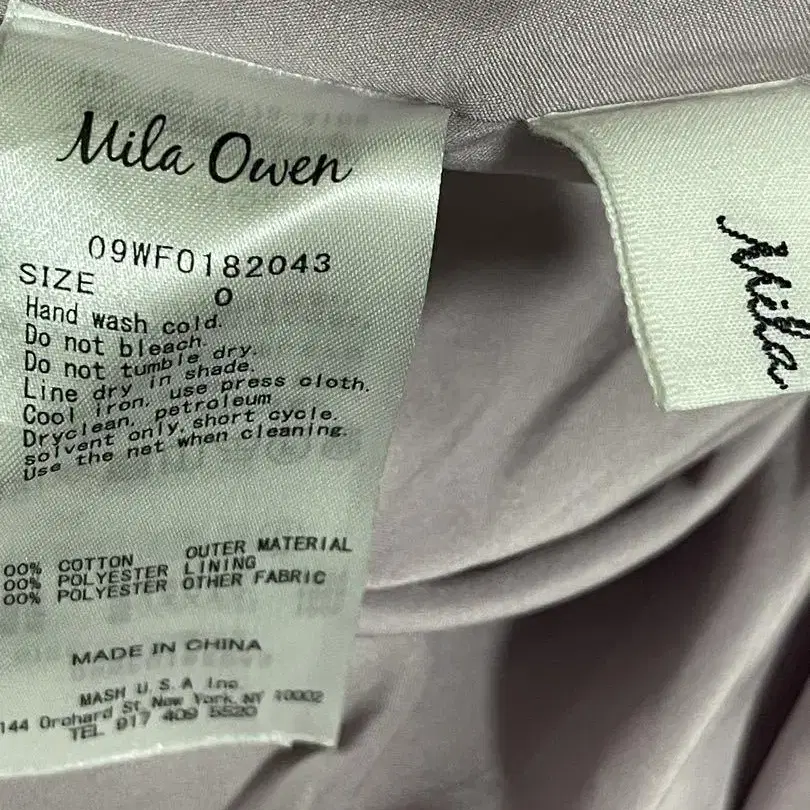 Mila Owen
09WF0182043
SIZE 0
Hand wash cold.
Do not bleach.
Do not tumble dry.
Line dry in shade.
Cool iron, use press cloth.
Dryclean, petroleum
solvent only, short cycle.
Use the net when cleaning.
00% COTTON OUTER MATERIAL
00% POLYESTER LINING
00% POLYESTER OTHER FABRIC
MADE IN CHINA
MASH U.S.A Inc.
144 Orchard St, New York, NY 10002
TEL 917 409 5520
Mila